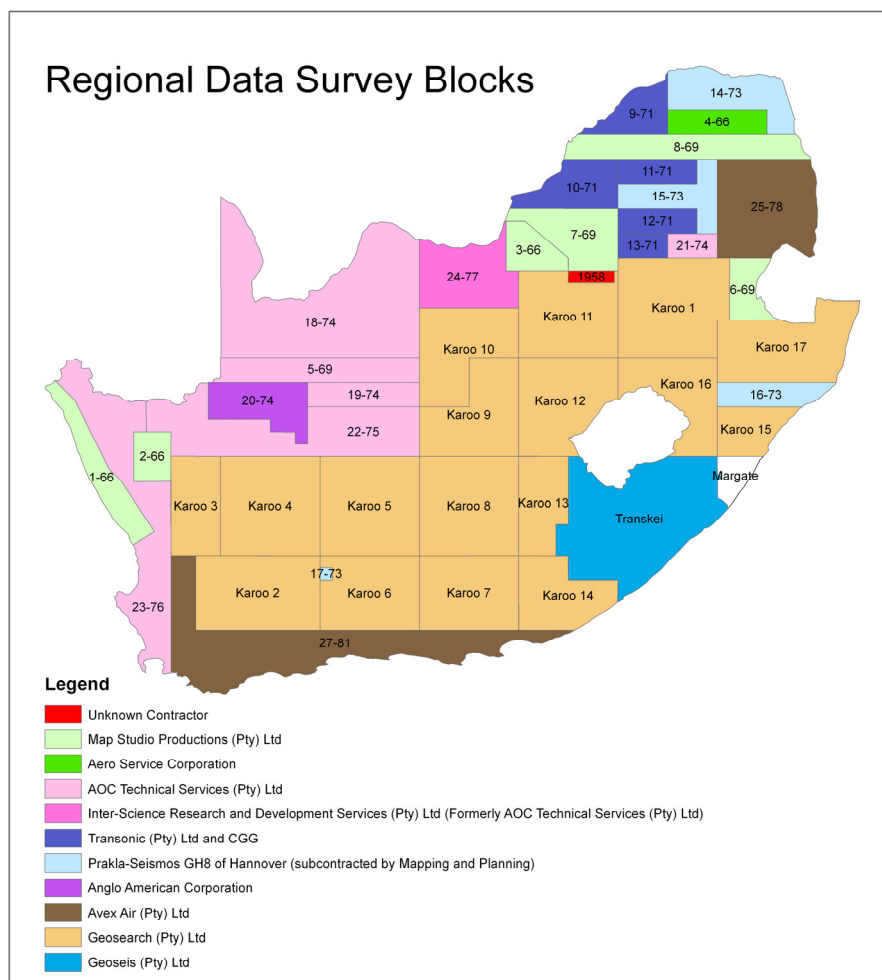 Regional Data Survey Blocks
14-73
9-71
4-66
8-69
11-71
10-71
15-73
25-78
12-71
7-69
3-66
13-71
21-74
24-77
1958
6-69
18-74
Karoo 11
Karoo 1
Karoo 10
Karoo 17
5-69
Karoo 16
20-74
19-74
16-73
Karoo 12
Karoo 9
22-75
Karoo 15
2-66
1-66
Margate
Karoo 3
Karoo 4
Karoo 5
Karoo 8
Karoo 13
Transkei
17-73
23-76
Karoo 2
Karoo 6
Karoo 7
Karoo 14
27-81
Legend
Unknown Contractor
Map Studio Productions (Pty) Ltd
Aero Service Corporation
AOC Technical Services (Pty) Ltd
Inter-Science Research and Development Services (Pty) Ltd (Formerly AOC Technical Services (Pty) Ltd)
Transonic (Pty) Ltd and CGG
Prakla-Seismos GH8 of Hannover (subcontracted by Mapping and Planning)
Anglo American Corporation
Avex Air (Pty) Ltd
Geosearch (Pty) Ltd
Geoseis (Pty) Ltd